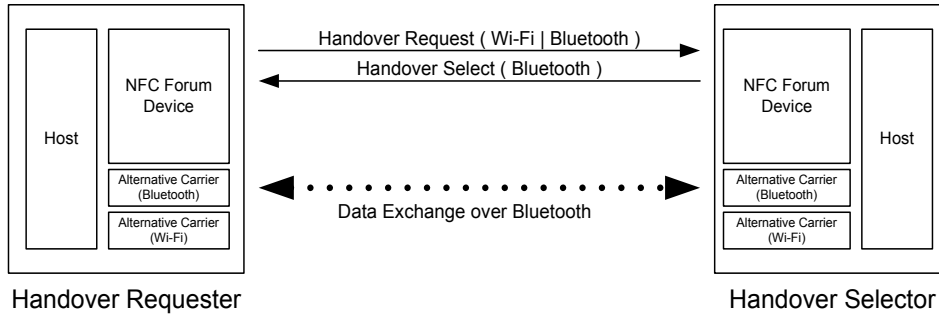 Handover Request ( Wi-Fi | Bluetooth )
Handover Select ( Bluetooth )
Host
NFC Forum
Device
Alternative Carrier
(Bluetooth)
Alternative Carrier
(Wi-Fi)
Data Exchange over Bluetooth
NFC Forum
Device
Alternative Carrier
(Bluetooth)
Alternative Carrier
(Wi-Fi)
Host
Handover Requester
Handover Selector